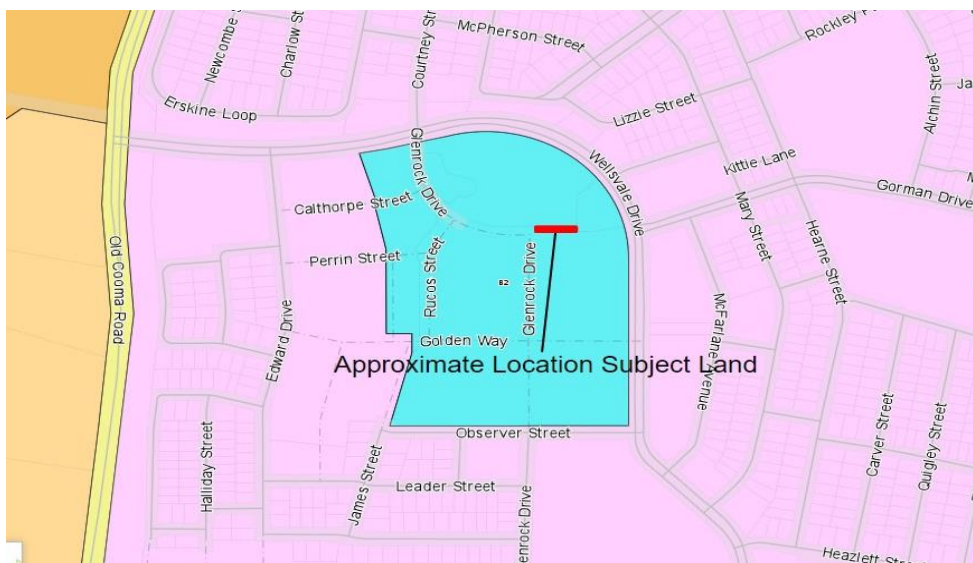 Newcombe
Charlow St
Courtney Str
McPherson Street
Rockley
Erskine Loop
Lizzie Street
Alchin Street
Ja
Glenrock Drive
Wellsvale Drive
Kittie Lane
Gorman Drive
Calthorpe Street
Mary Street
Hearne Street
Old Cooma Road
Perrin Street
Rucos Street
B2
Glenrock Drive
Edward Drive
Golden Way
McFarlane Avenue
Approximate Location Subject Land
Observer Street
Halliday Street
James Street
Leader Street
Carver Street
Quigley Street
enrock Drive
Heazlett Stre